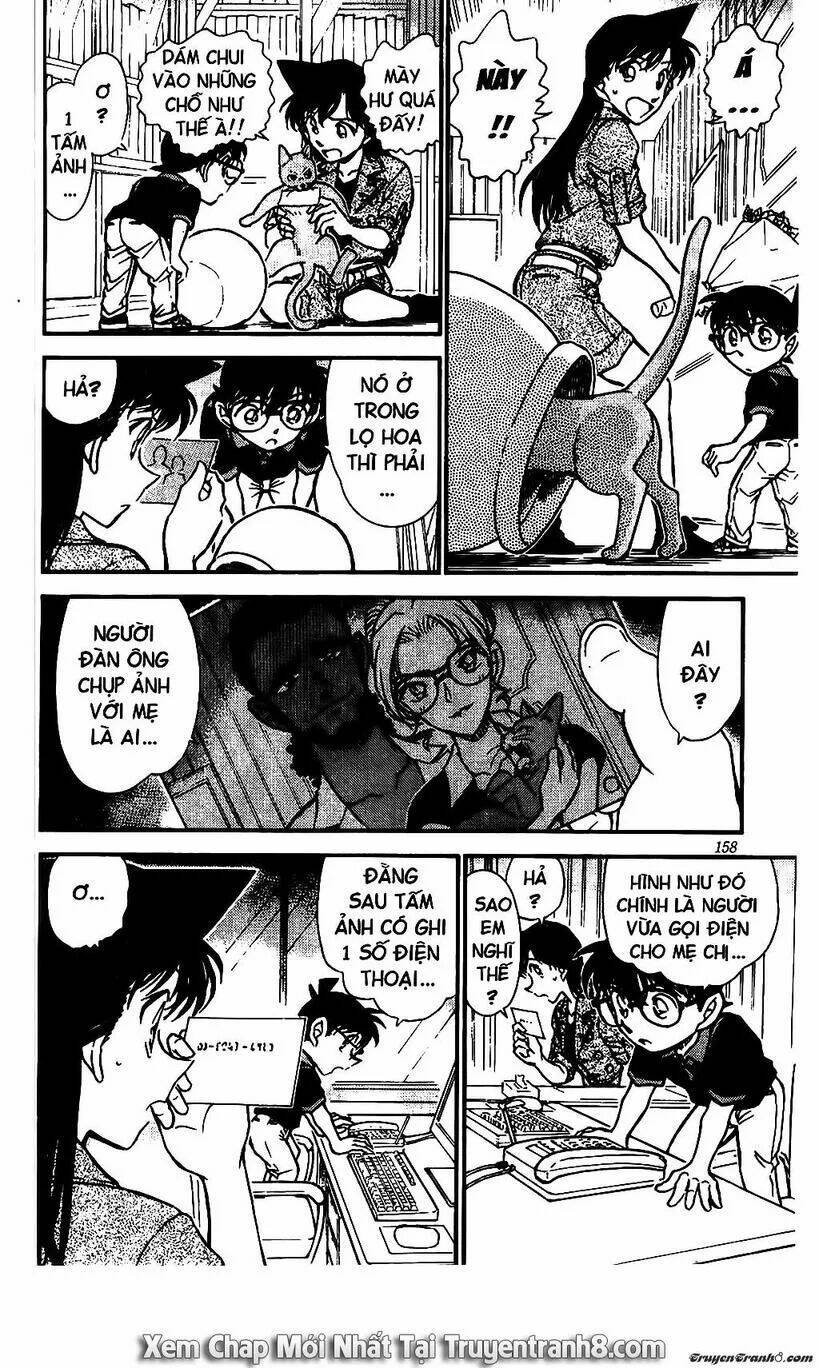 Á
...
NÀY
!!
MÀY
HƯ QUÁ
ĐẤY!
DÁM CHUI
VÀO NHỮNG
CHỔ NHƯ
THẾ À!!
Ơ
?
1
TẤM
ẢNH
...
NÓ Ở
TRONG
LỌ HOA
THÌ PHẢI
...
HẢ?
AI
ĐÂY
?
NGƯỜI
ĐÀN ÔNG
CHỤP ẢNH
VỚI MẸ
LÀ AI...
158
HÌNH NHƯ ĐÓ
CHÍNH LÀ NGƯỜI
VỪA GỌI ĐIỆN
CHO MẸ CHỊ...
HẢ
?
SAO
EM
NGHĨ
THẾ
?
ĐẰNG
SAU TẤM
ẢNH CÓ GHI
1 SỐ ĐIỆN
THOẠI...
Ơ...
Xem Chap Mới Nhất Tại Truyentranh8.com
TruyenTranh8.com